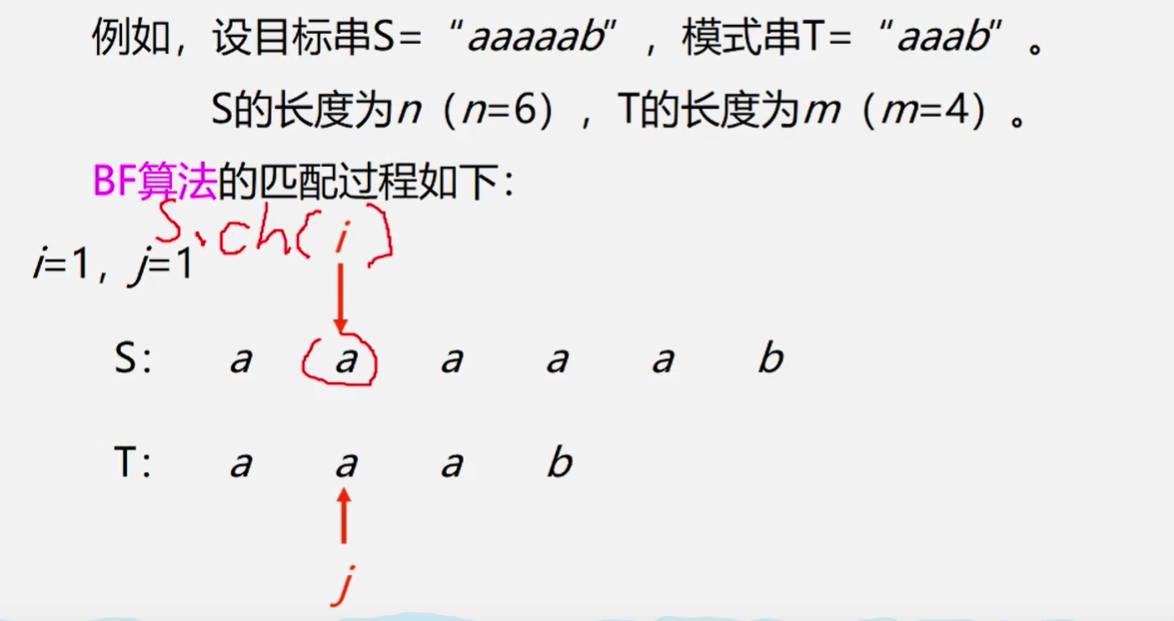 例如，设目标串S=“aaaaab”，模式串T=“aaab”。
S的长度为n（n=6），T的长度为m（m=4）。
BF算法的匹配过程如下：
S.ch(i)
i=1，j=1
S： a a a a a b
T： a a a b
j